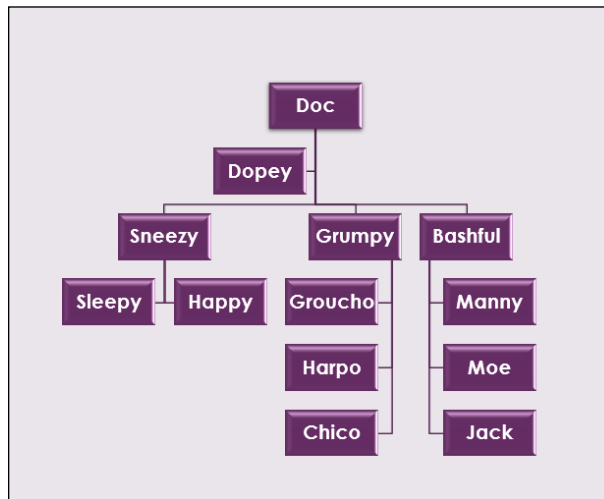 Doc
Dopey
Sneezy
Grumpy
Bashful
Sleepy
Happy
Groucho
Manny
Harpo
Moe
Chico
Jack